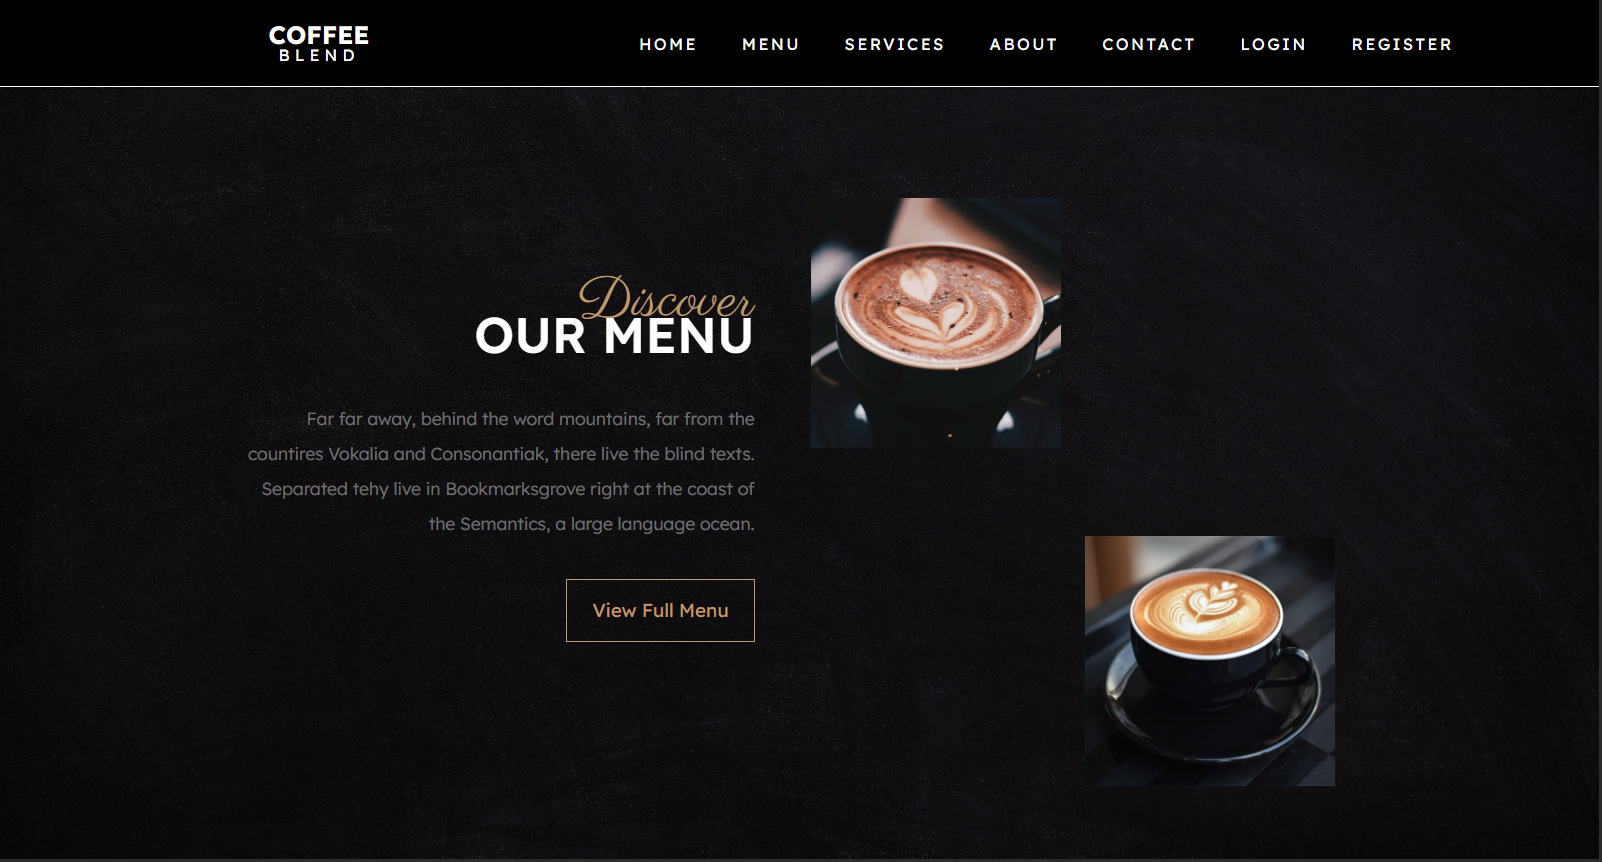 COFFEE
BLEND
HOME MENU SERVICES ABOUT CONTACT LOGIN REGISTER
Discover
OUR MENU
Far far away, behind the word mountains, far from the
countires Vokalia and Consonantiak, there live the blind texts.
Separated tehy live in Bookmarksgrove right at the coast of
the Semantics, a large language ocean.
View Full Menu